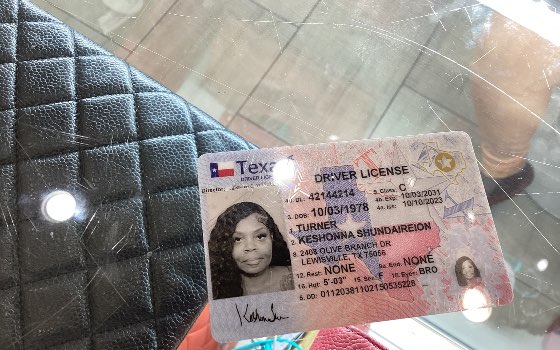 Texas
DRIVER LICENSE
DL: 42144214
9. Class: C
4b. Exp: 10/03/2031
3. DOB: 10/03/1978
4a. Iss: 10/10/2023
1. TURNER
2. KESHONNA SHUNDAIREION
8. 2408 OLIVE BRANCH DR
LEWISVILLE, TX 75056
12. Rest: NONE
9a. End: NONE
16. Hgt: 5'-03"
15. Sex: F
18. Eyes: BRO
5. DD: 01120381102150535228